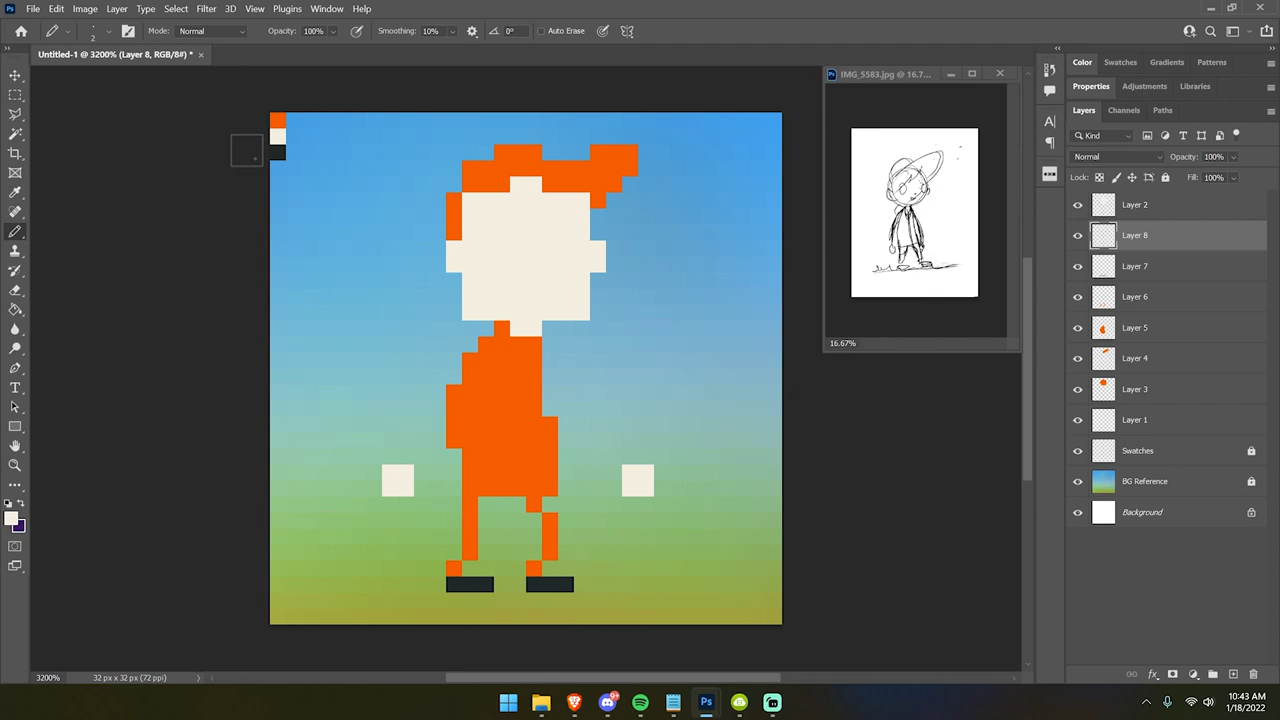 Ps File Edit Image Layer Type Select Filter 3D View Plugins Window Help
2 Mode: Normal Opacity: 100% Smoothing: 10% 0° Auto Erase
Untitled-1 @ 3200% (Layer 8, RGB/8#) * ×
Ps IMG_5583.jpg @ 16.7...
16.67%
Color Swatches Gradients Patterns
Properties Adjustments Libraries
Layers Channels Paths
Kind
Normal Opacity: 100%
Lock: Fill: 100%
Layer 2
Layer 8
Layer 7
Layer 6
Layer 5
Layer 4
Layer 3
Layer 1
Swatches
BG Reference
Background
3200% 32 px x 32 px (72 ppi)
Ps
10:43 AM
1/18/2022